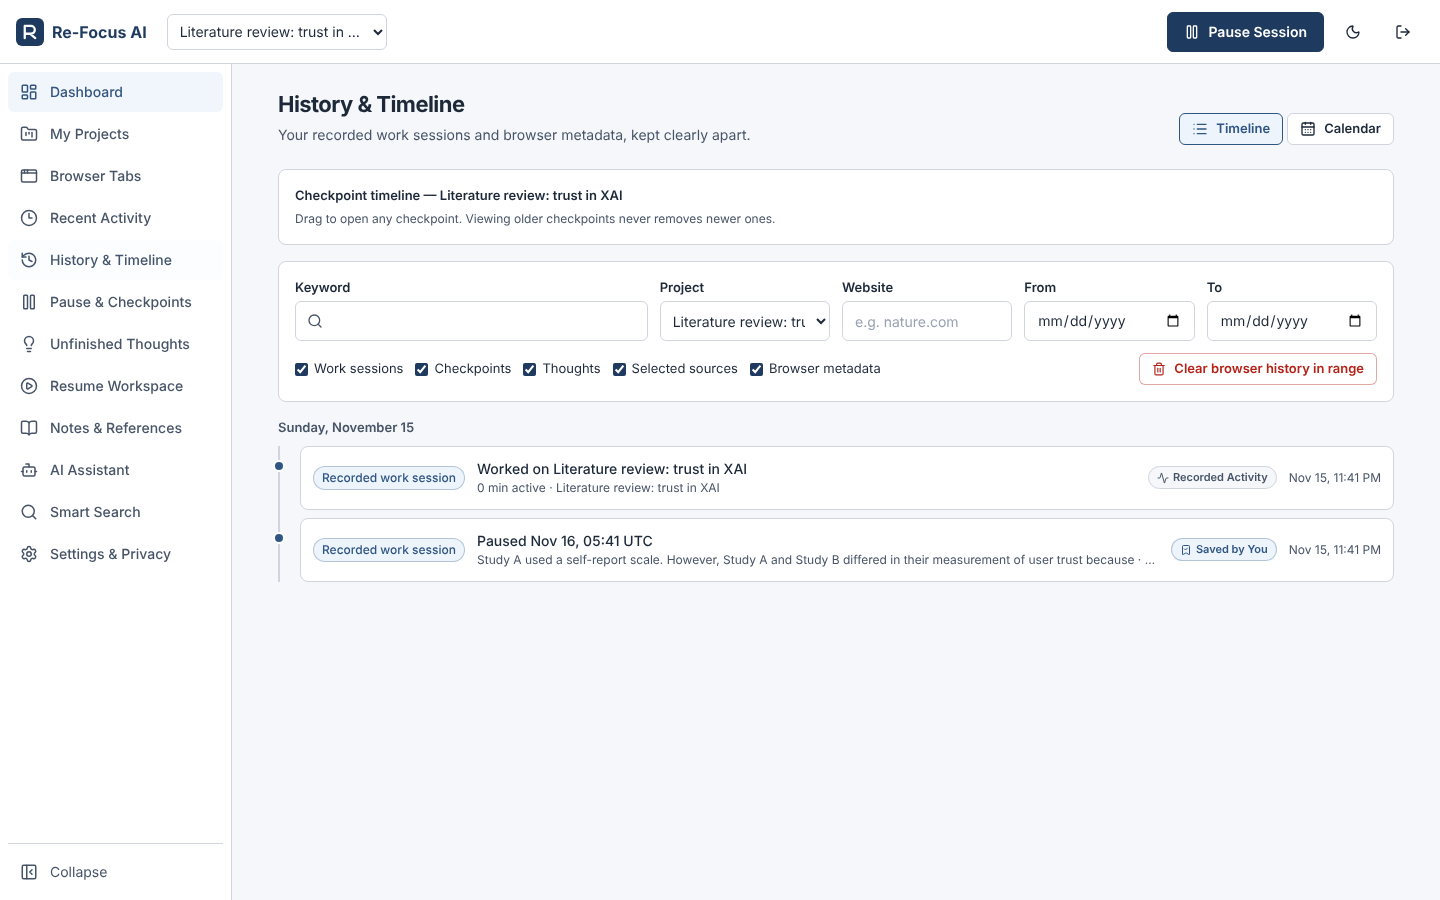 Re-Focus AI
Literature review: trust in ...
Pause Session
Dashboard
My Projects
Browser Tabs
Recent Activity
History & Timeline
Pause & Checkpoints
Unfinished Thoughts
Resume Workspace
Notes & References
AI Assistant
Smart Search
Settings & Privacy
Collapse
History & Timeline
Your recorded work sessions and browser metadata, kept clearly apart.
Timeline
Calendar
Checkpoint timeline — Literature review: trust in XAI
Drag to open any checkpoint. Viewing older checkpoints never removes newer ones.
Keyword
Project
Literature review: tru
Website
e.g. nature.com
From
mm/dd/yyyy
To
mm/dd/yyyy
Work sessions
Checkpoints
Thoughts
Selected sources
Browser metadata
Clear browser history in range
Sunday, November 15
Recorded work session
Worked on Literature review: trust in XAI
0 min active · Literature review: trust in XAI
Recorded Activity
Nov 15, 11:41 PM
Recorded work session
Paused Nov 16, 05:41 UTC
Study A used a self-report scale. However, Study A and Study B differed in their measurement of user trust because · ...
Saved by You
Nov 15, 11:41 PM